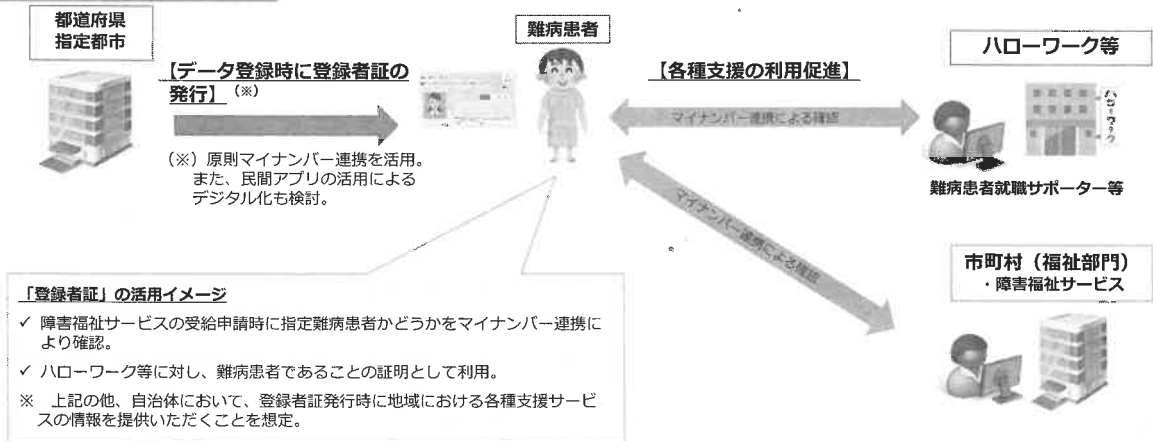 都道府県
指定都市
難病患者
ハローワーク等
【データ登録時に登録者証の
発行】（※）
【各種支援の利用促進】
マイナンバー連携による確認
ハローワーク
（※）原則マイナンバー連携を活用。
また、民間アプリの活用による
デジタル化も検討。
難病患者就職サポーター等
マイナンバー連携による確認
市町村（福祉部門）
・障害福祉サービス
「登録者証」の活用イメージ
✓ 障害福祉サービスの受給申請時に指定難病患者かどうかをマイナンバー連携に
より確認。
✓ ハローワーク等に対し、難病患者であることの証明として利用。
※ 上記の他、自治体において、登録者証発行時に地域における各種支援サービ
スの情報を提供いただくことを想定。